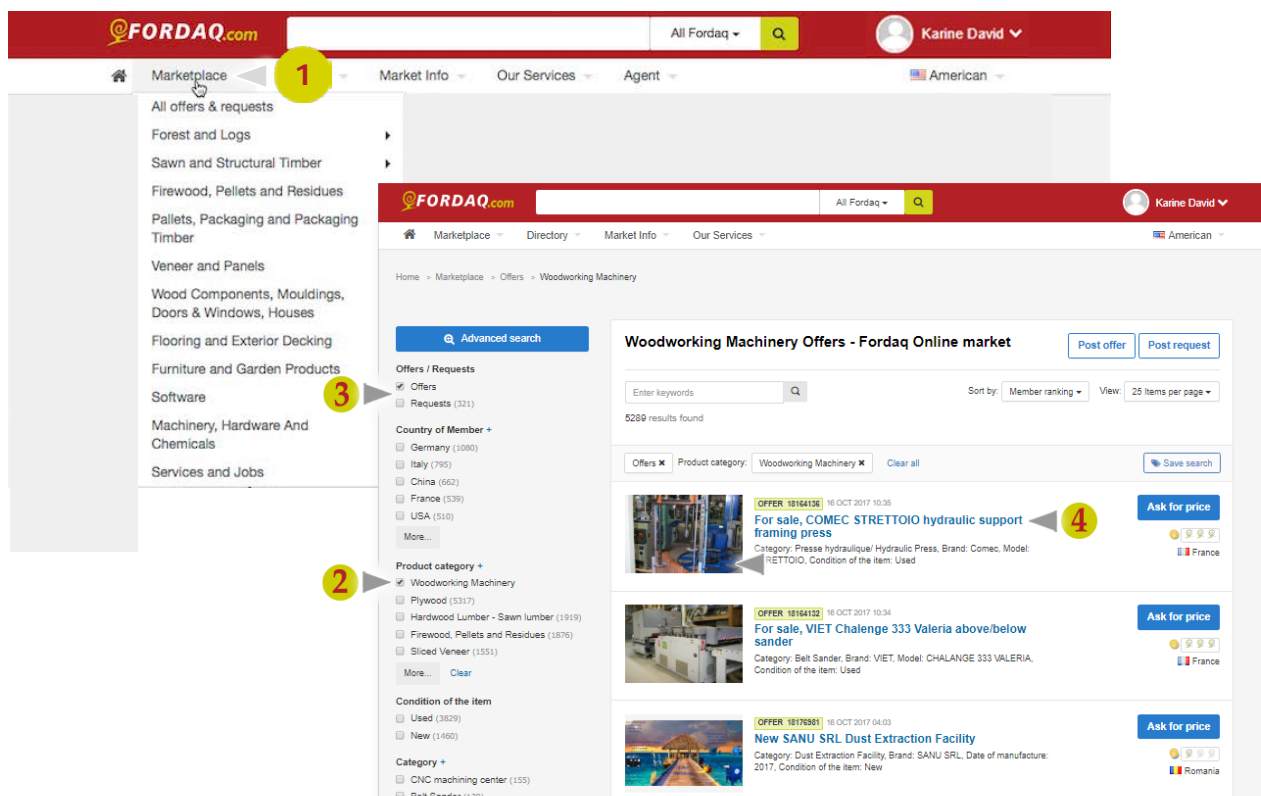 FORDAQ.com
All Fordaq
Karine David
Marketplace
1
Market Info
Our Services
Agent
American
All offers & requests
Forest and Logs
Sawn and Structural Timber
Firewood, Pellets and Residues
Pallets, Packaging and Packaging
Timber
Veneer and Panels
Wood Components, Mouldings,
Doors & Windows, Houses
Flooring and Exterior Decking
Furniture and Garden Products
Software
Machinery, Hardware And
Chemicals
Services and Jobs
FORDAQ.com
All Fordaq
Karine David
Marketplace
Directory
Market Info
Our Services
American
Home > Marketplace > Offers > Woodworking Machinery
Advanced search
Offers / Requests
3
Offers
Requests (321)
Country of Member +
Germany (1080)
Italy (795)
China (662)
France (539)
USA (510)
More...
Product category +
2
Woodworking Machinery
Plywood (5317)
Hardwood Lumber - Sawn lumber (1919)
Firewood, Pellets and Residues (1876)
Sliced Veneer (1551)
More... Clear
Condition of the item
Used (3829)
New (1460)
Category +
CNC machining center (155)
Woodworking Machinery Offers - Fordaq Online market
Post offer
Post request
Enter keywords
Sort by: Member ranking
View: 25 Items per page
5289 results found
Offers × Product category: Woodworking Machinery × Clear all
Save search
OFFER 18164136 16 OCT 2017 10:35
For sale, COMEC STRETTOIO hydraulic support
framing press
4
Category: Presse hydraulique/ Hydraulic Press, Brand: Comec, Model:
RETTOIO, Condition of the item: Used
Ask for price
France
OFFER 18164132 16 OCT 2017 10:34
For sale, VIET Chalenge 333 Valeria above/below
sander
Category: Belt Sander, Brand: VIET, Model: CHALANGE 333 VALERIA,
Condition of the item: Used
Ask for price
France
OFFER 18176981 16 OCT 2017 04:03
New SANU SRL Dust Extraction Facility
Category: Dust Extraction Facility, Brand: SANU SRL, Date of manufacture:
2017, Condition of the item: New
Ask for price
Romania